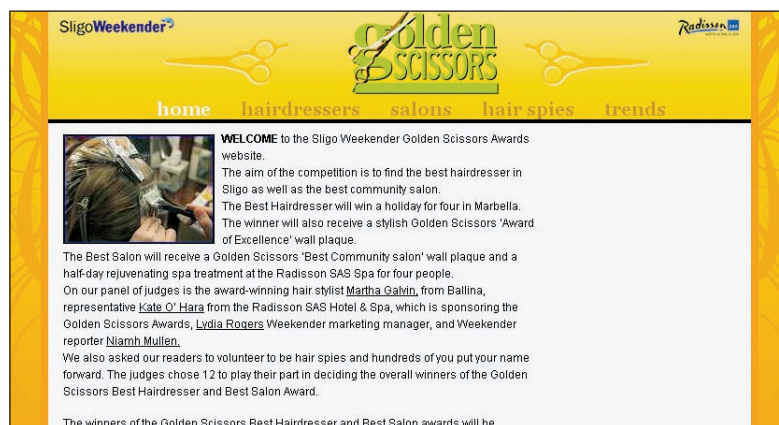 SligoWeekender
golden
SCISSORS
Radisson SAS
home hairdressers salons hair spies trends
WELCOME to the Sligo Weekender Golden Scissors Awards
website.
The aim of the competition is to find the best hairdresser in
Sligo as well as the best community salon.
The Best Hairdresser will win a holiday for four in Marbella.
The winner will also receive a stylish Golden Scissors 'Award
of Excellence' wall plaque.
The Best Salon will receive a Golden Scissors 'Best Community salon' wall plaque and a
half-day rejuvenating spa treatment at the Radisson SAS Spa for four people.
On our panel of judges is the award-winning hair stylist Martha Galvin, from Ballina,
representative Kate O' Hara from the Radisson SAS Hotel & Spa, which is sponsoring the
Golden Scissors Awards, Lydia Rogers Weekender marketing manager, and Weekender
reporter Niamh Mullen.
We also asked our readers to volunteer to be hair spies and hundreds of you put your name
forward. The judges chose 12 to play their part in deciding the overall winners of the Golden
Scissors Best Hairdresser and Best Salon Award.
The winners of the Golden Scissors Best Hairdresser and Best Salon awards will be